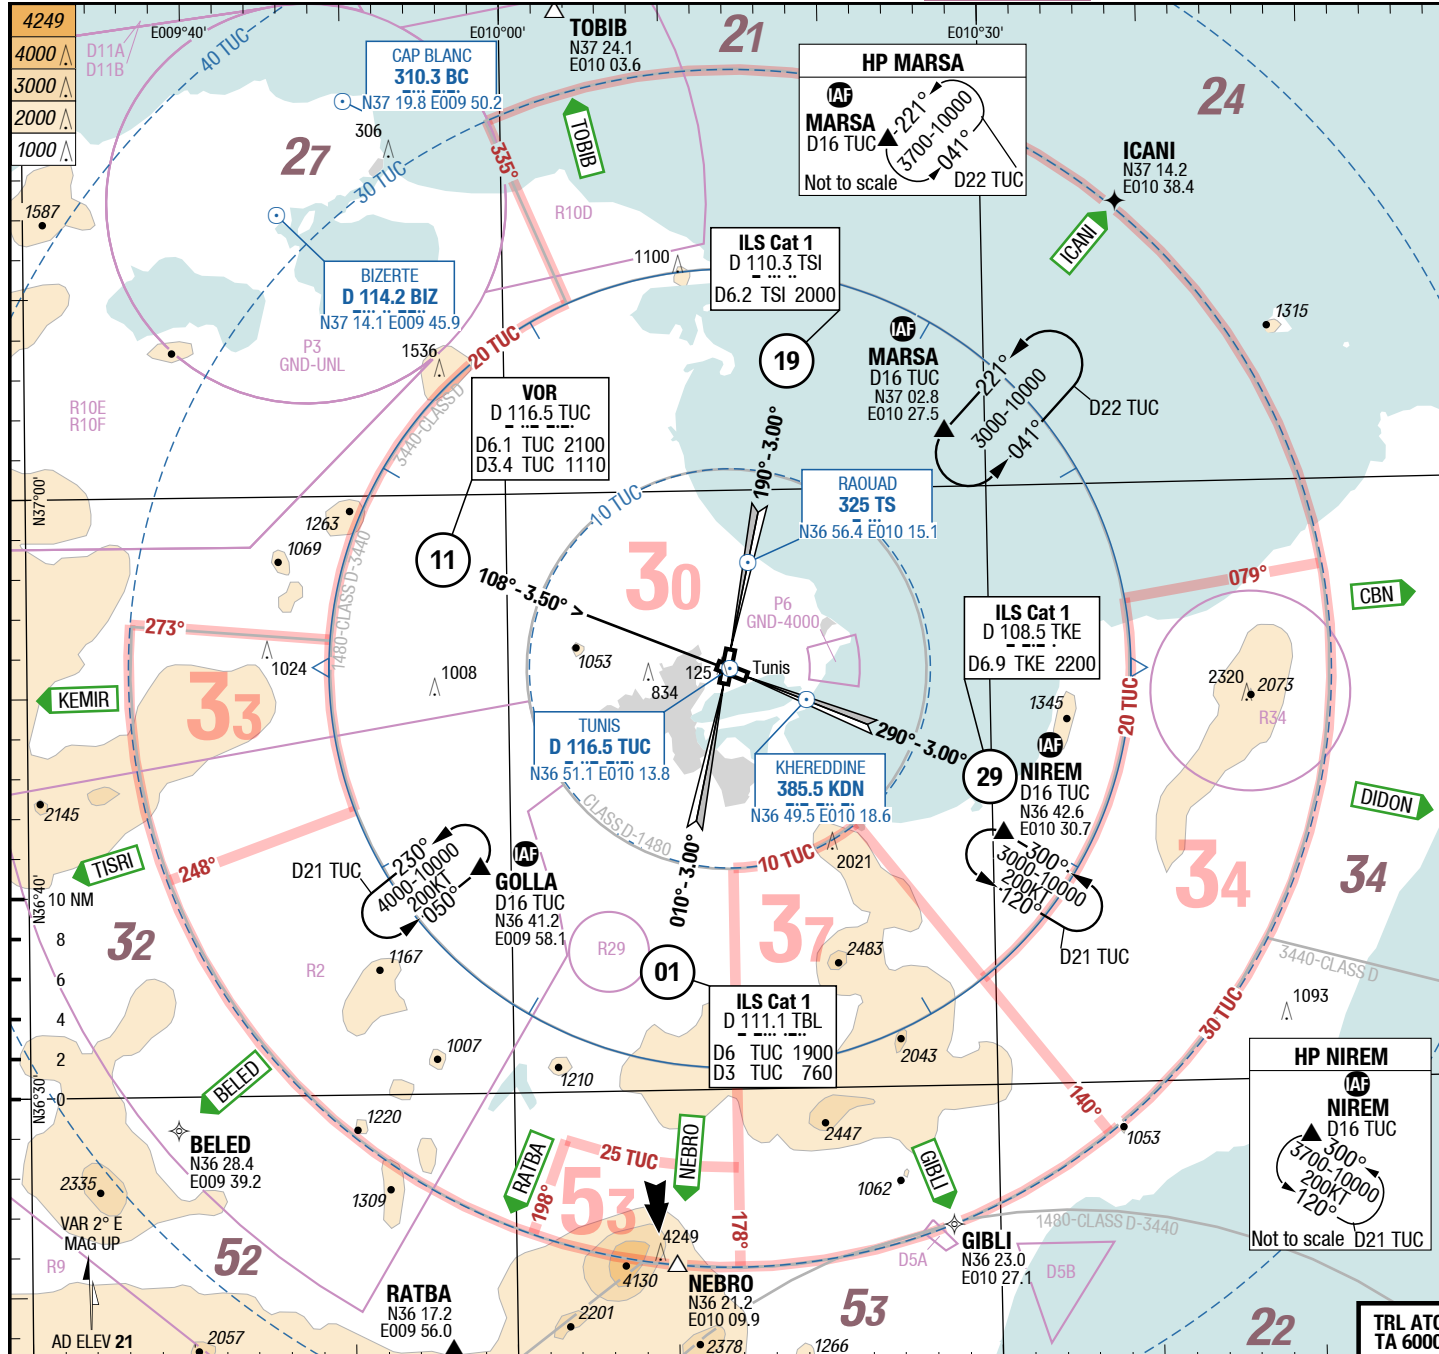 4249
4000
3000
2000
1000
D11A
D11B
E009°40'
40 TUC
E010°00'
TOBIB
N37 24.1
E010 03.6
21
E010°30'
24
CAP BLANC
310.3 BC
N37 19.8 E009 50.2
HP MARSA
IAF
MARSA
D16 TUC
221°
3700-10000
041°
D22 TUC
Not to scale
306
27
30 TUC
335°
TOBIB
ICANI
N37 14.2
E010 38.4
ICANI
1587
R10D
BIZERTE
D 114.2 BIZ
N37 14.1 E009 45.9
1100
ILS Cat 1
D 110.3 TSI
D6.2 TSI 2000
1315
P3
GND-UNL
1536
20 TUC
19
IAF
MARSA
D16 TUC
N37 02.8
E010 27.5
221°
3000-10000
041°
D22 TUC
R10E
R10F
3440-CLASS D
VOR
D 116.5 TUC
D6.1 TUC 2100
D3.4 TUC 1110
190°-3.00°
N37°00'
10 TUC
RAOUAD
325 TS
N36 56.4 E010 15.1
1263
1069
1480-CLASS D-3440
11
108°-3.50° >
30
P6
GND-4000
079°
CBN
ILS Cat 1
D 108.5 TKE
D6.9 TKE 2200
273°
1024
1053
1008
834
125
Tunis
2320
2073
R34
KEMIR
33
1345
20 TUC
TUNIS
D 116.5 TUC
N36 51.1 E010 13.8
290°-3.00°
KHEREDDINE
385.5 KDN
N36 49.5 E010 18.6
29
IAF
NIREM
D16 TUC
N36 42.6
E010 30.7
DIDON
2145
CLASS D-1480
TISRI
248°
D21 TUC
230°
4000-10000
200KT
050°
IAF
GOLLA
D16 TUC
N36 41.2
E009 58.1
010°-3.00°
10 TUC
2021
300°
3000-10000
200KT
120°
D21 TUC
34
34
N36°40'
10 NM
8
6
4
2
0
32
R2
1167
R29
37
2483
01
3440-CLASS D
1093
30 TUC
ILS Cat 1
D 111.1 TBL
D6 TUC 1900
D3 TUC 760
2043
1007
1210
N36°30'
BELED
BELED
N36 28.4
E009 39.2
1220
140°
1053
2447
HP NIREM
IAF
NIREM
D16 TUC
300°
3700-10000
200KT
120°
Not to scale D21 TUC
RATBA
25 TUC
NEBRO
GIBLI
1062
2335
1309
198°
53
178°
VAR 2° E
MAG UP
R9
52
4249
4130
1480-CLASS D-3440
D5A
GIBLI
N36 23.0
E010 27.1
D5B
RATBA
N36 17.2
E009 56.0
NEBRO
N36 21.2
E010 09.9
2201
53
22
AD ELEV 21
2057
2378
1266
TRL ATC
TA 6000